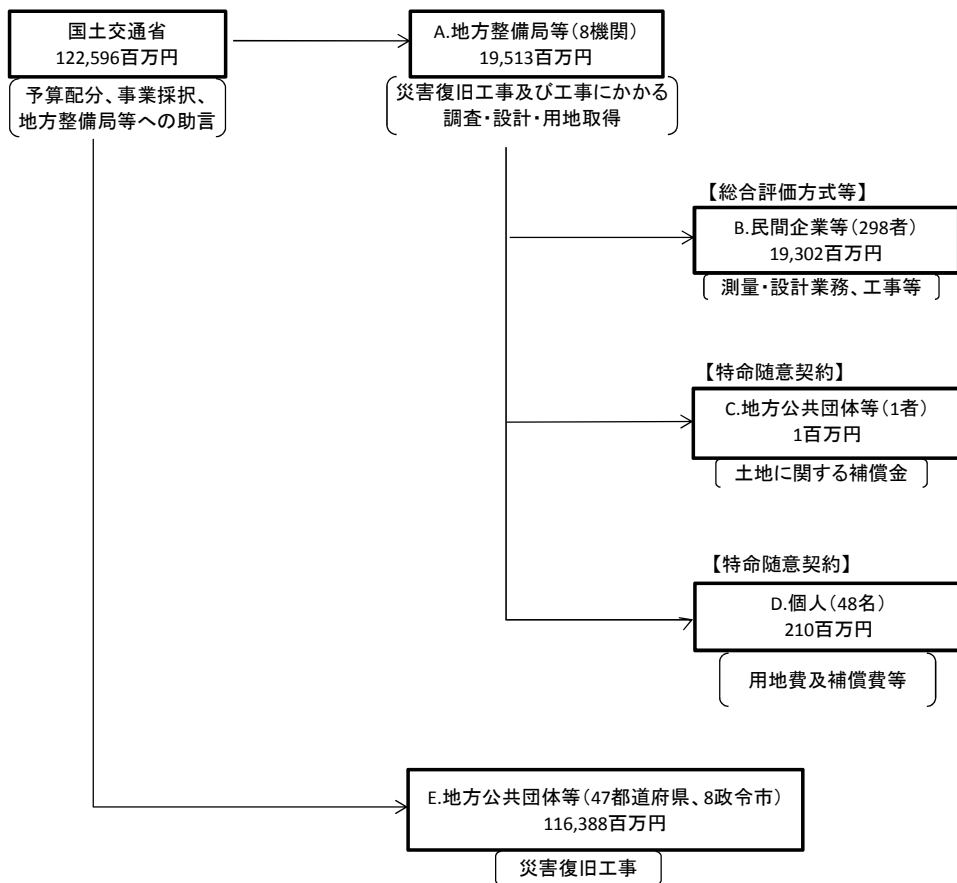 国土交通省
122,596百万円
予算配分、事業採択、
地方整備局等への助言
A.地方整備局等(8機関)
19,513百万円
災害復旧工事及び工事にかかる
調査・設計・用地取得
【総合評価方式等】
B.民間企業等(298者)
19,302百万円
測量・設計業務、工事等
【特命随意契約】
C.地方公共団体等(1者)
1百万円
土地に関する補償金
【特命随意契約】
D.個人(48名)
210百万円
用地費及補償費等
E.地方公共団体等(47都道府県、8政令市)
116,388百万円
災害復旧工事